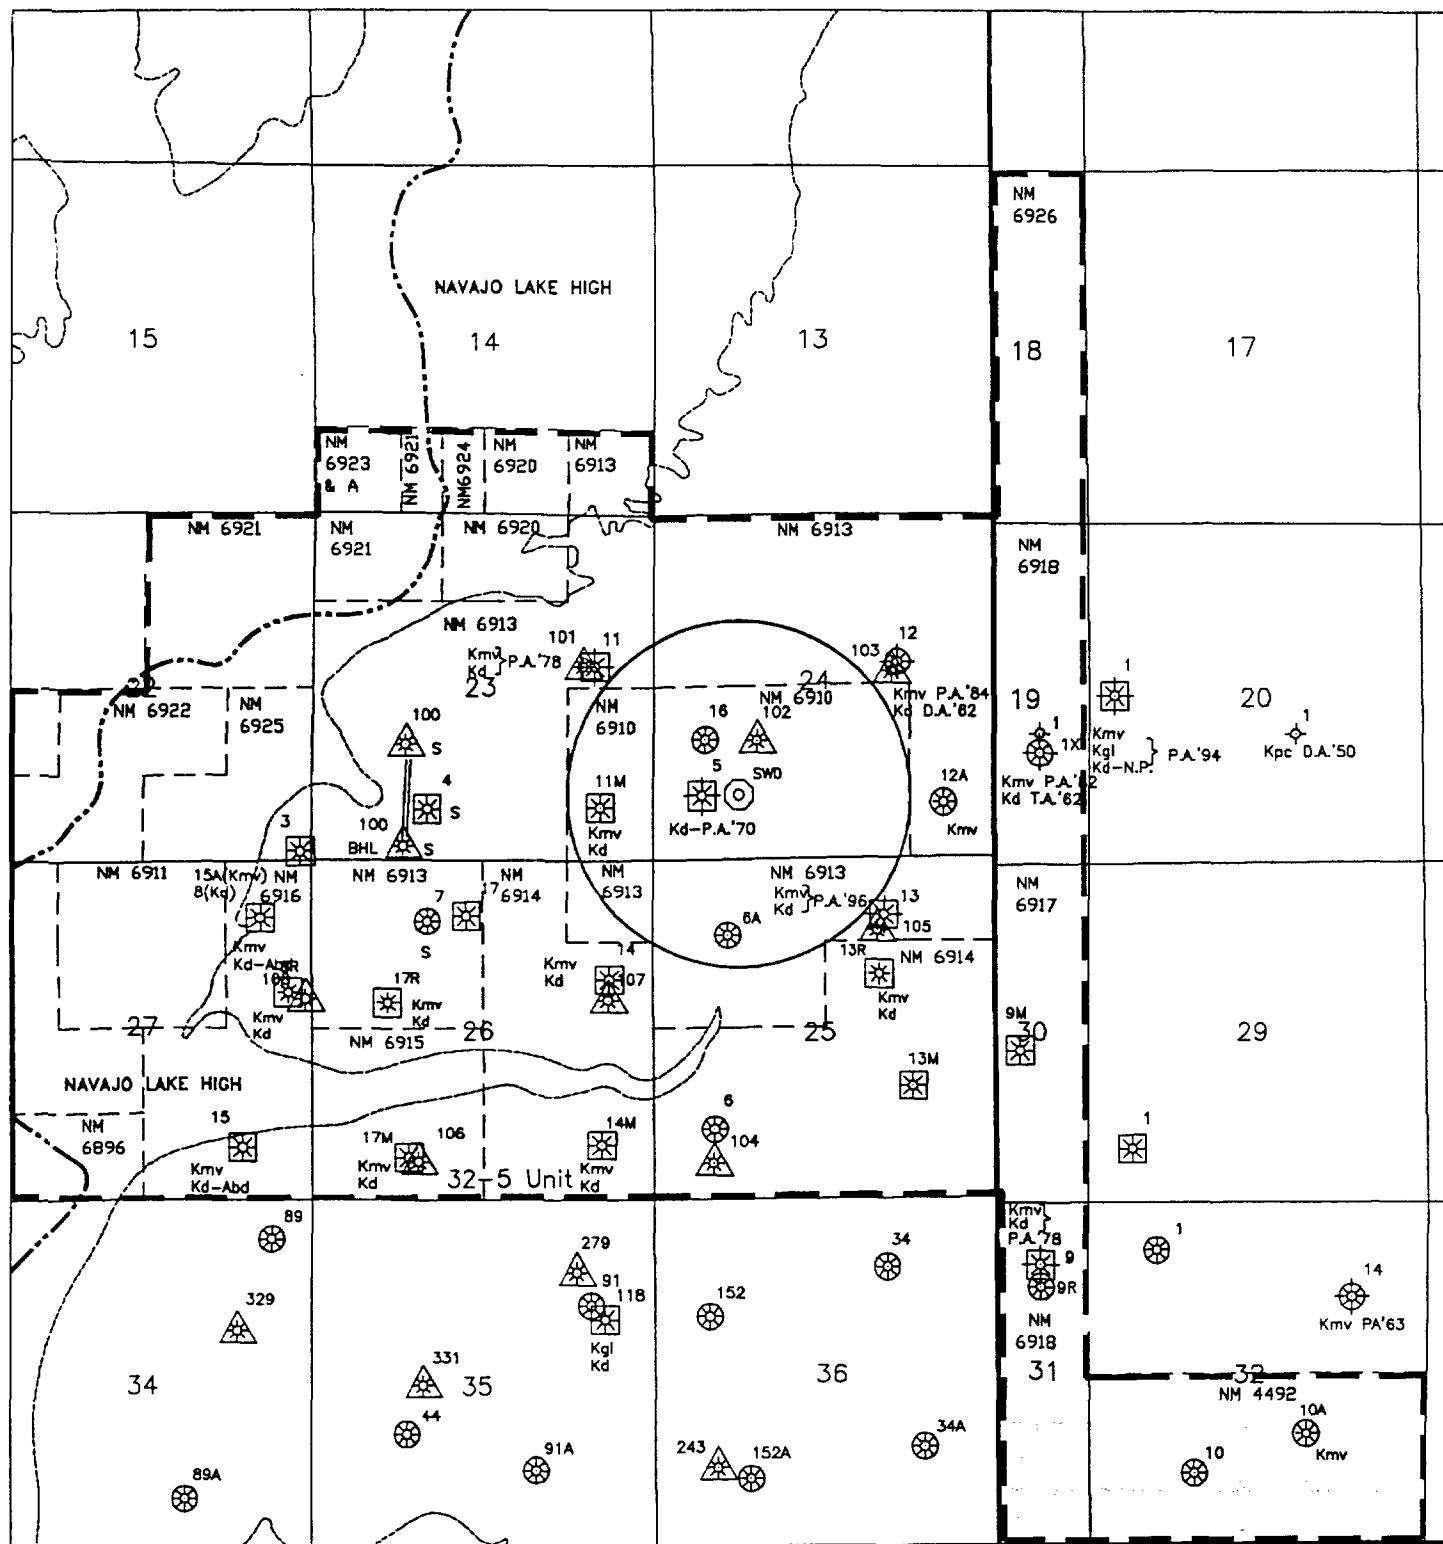 NM
6926
NAVAJO LAKE HIGH
15
14
13
18
17
NM
6923
& A
NM 6921
NM6924
NM
6920
NM
6913
NM 6921
NM
6921
NM 6920
NM 6913
NM
6918
NM 6913
101
11
Kmv
Kd
P.A.'78
23
12
103
24
NM 6910
Kmv P.A.'84
Kd D.A.'82
19
1
20
NM 6922
NM
6925
NM
6910
100
S
16
102
1
1X
Kmv
Kgl
Kd-N.P.
P.A.'94
1
Kpc D.A.'50
4
S
11M
5
SWD
12A
Kmv P.A.'62
Kd T.A.'62
Kmv
Kd
Kd-P.A.'70
Kmv
3
100
BHL
S
NM 6911
15A(Kmv)
8(Kd)
NM
6916
NM 6913
NM
6914
NM
6913
NM 6913
Kmv
Kd
P.A.'96
NM
6917
7
17
13
S
6A
105
13R
NM 6914
Kmv
14
Kmv
Kd
107
17R
Kmv
Kd
Kmv
Kd
Kmv
Kd
27
26
25
9M
30
29
NM 6915
NAVAJO LAKE HIGH
13M
NM
6896
15
17M
106
14M
6
104
1
Kmv
Kd-Abd
Kmv
Kd
Kmv
Kd
32-5 Unit
89
279
34
Kmv
Kd
P.A.'78
9
1
91
118
152
9R
14
329
Kgl
Kd
NM
6918
Kmv PA'63
34
331
35
36
31
32
NM 4492
44
91A
243
152A
34A
10A
Kmv
10
89A